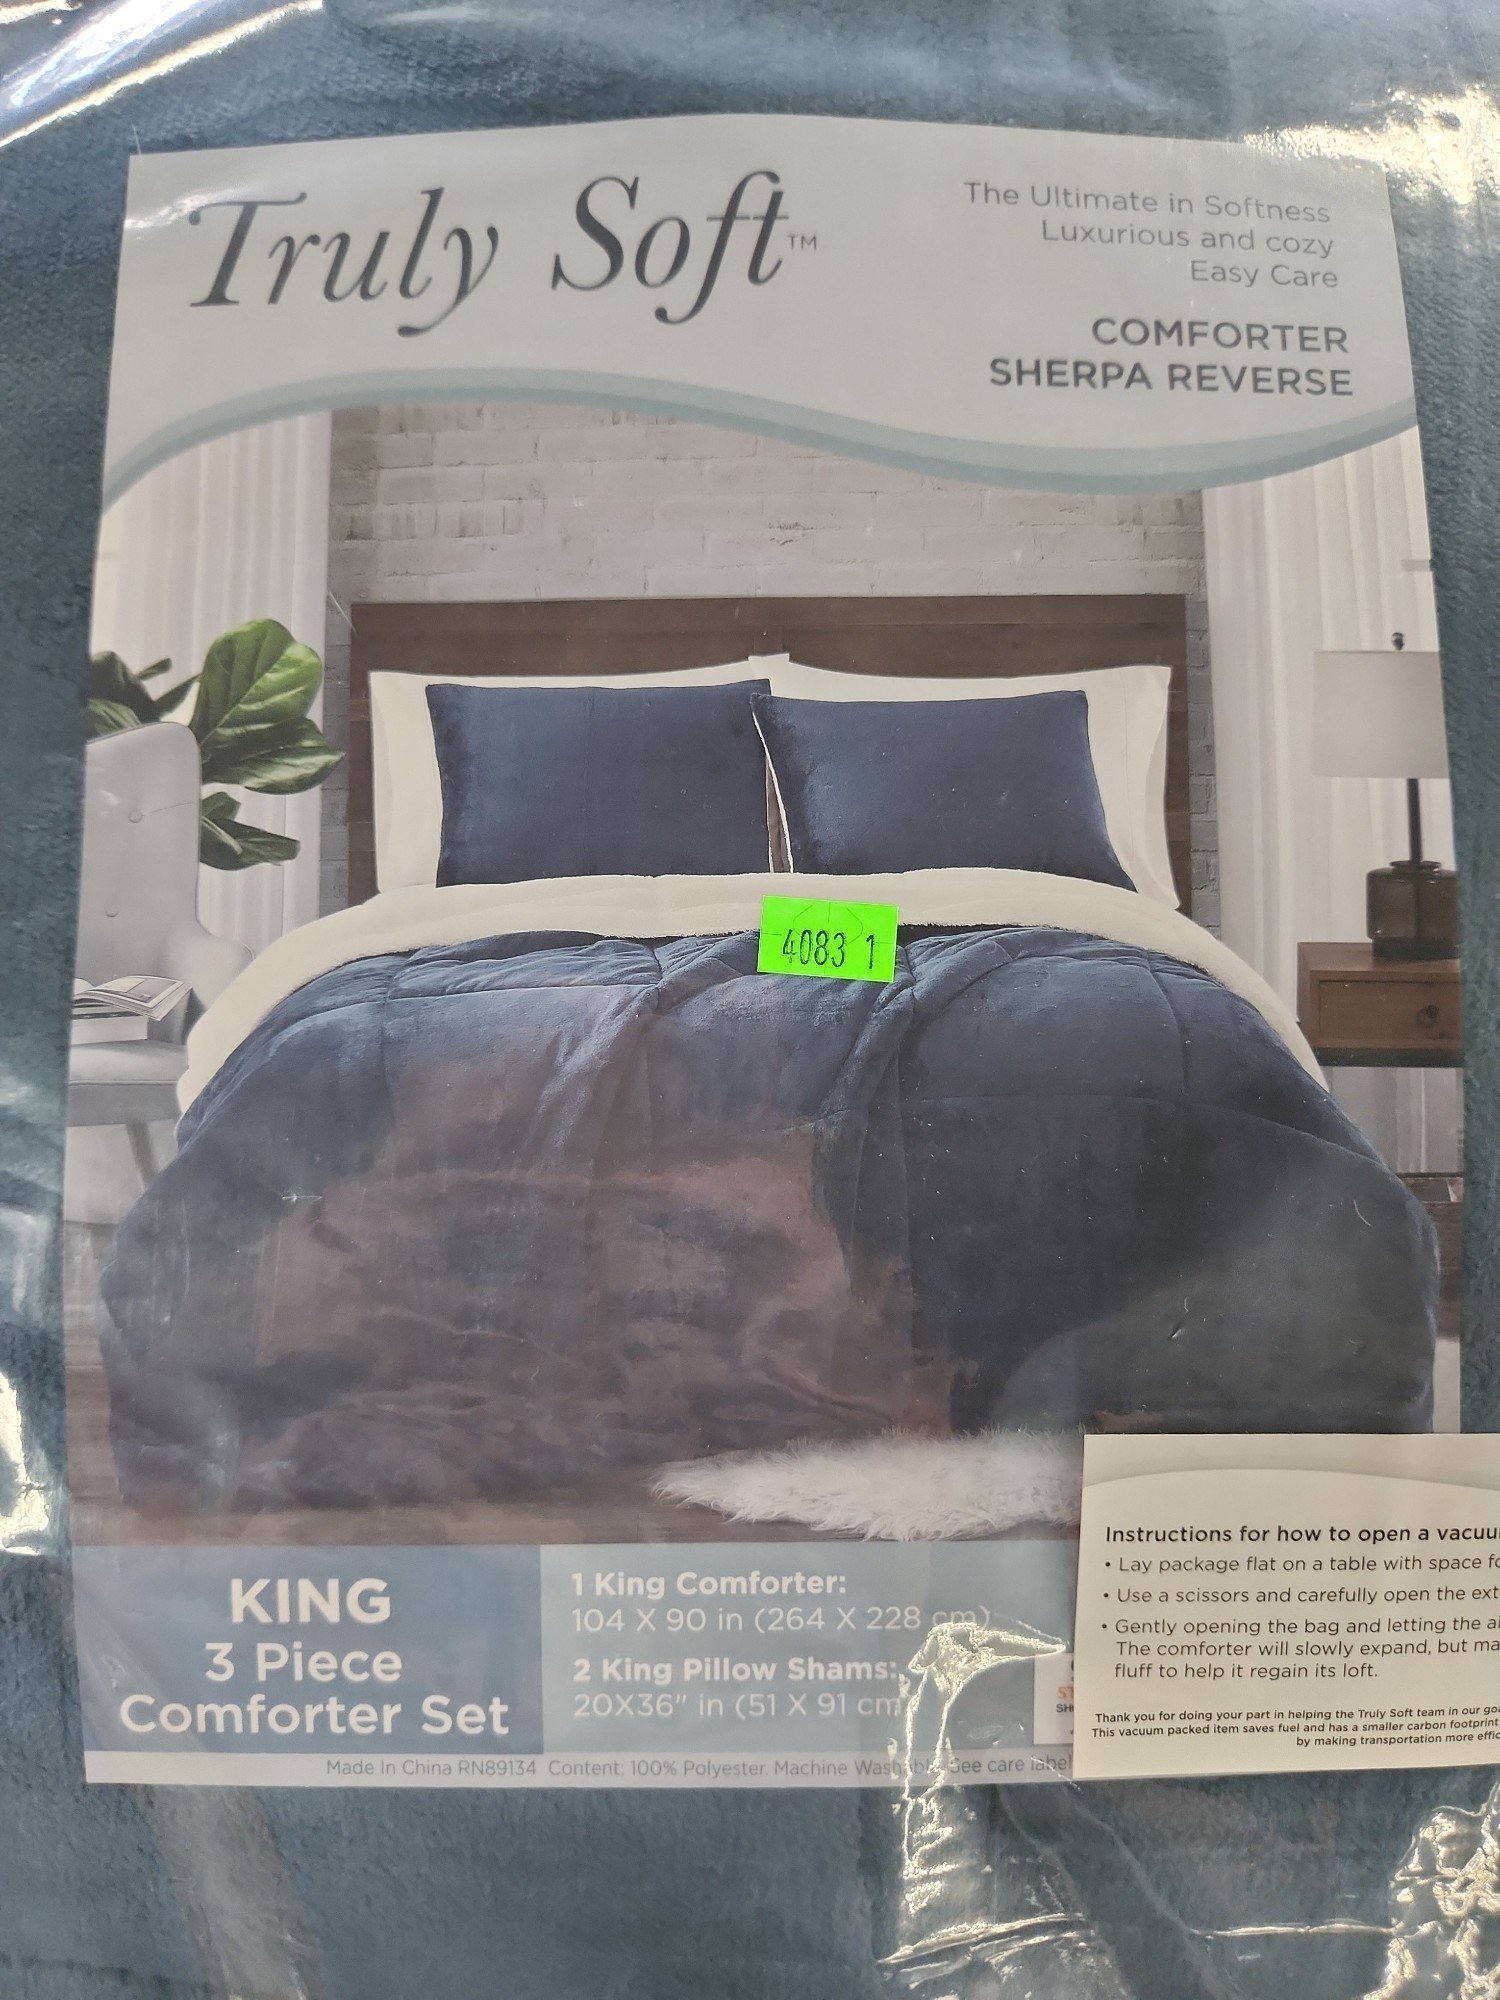 Truly Soft™
The Ultimate in Softness
Luxurious and cozy
Easy Care
COMFORTER
SHERPA REVERSE
4083 1
KING
3 Piece
Comforter Set
1 King Comforter:
104 X 90 in (264 X 228 cm)
2 King Pillow Shams:
20X36" in (51 X 91 cm
Made In China RN89134 Content: 100% Polyester. Machine Washable. See care label
Instructions for how to open a vacuu
• Lay package flat on a table with space fo
• Use a scissors and carefully open the ext
• Gently opening the bag and letting the ai
The comforter will slowly expand, but ma
fluff to help it regain its loft.
Thank you for doing your part in helping the Truly Soft team in our goa
This vacuum packed item saves fuel and has a smaller carbon footprint
by making transportation more effic